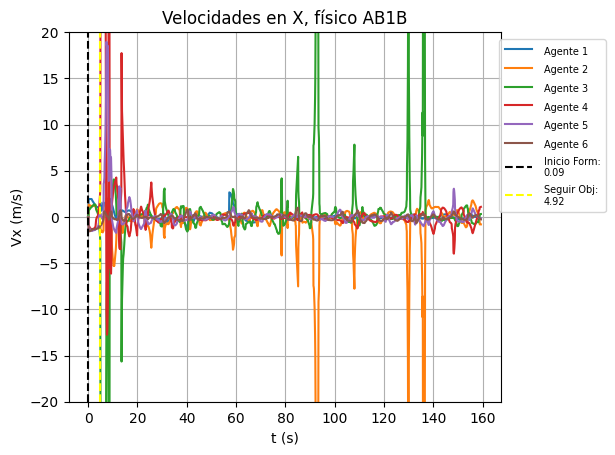 Velocidades en X, físico AB1B
Vx (m/s)
20
15
10
5
0
−5
−10
−15
−20
0
20
40
60
80
100
120
140
160
t (s)
Agente 1
Agente 2
Agente 3
Agente 4
Agente 5
Agente 6
Inicio Form:
0.09
Seguir Obj:
4.92